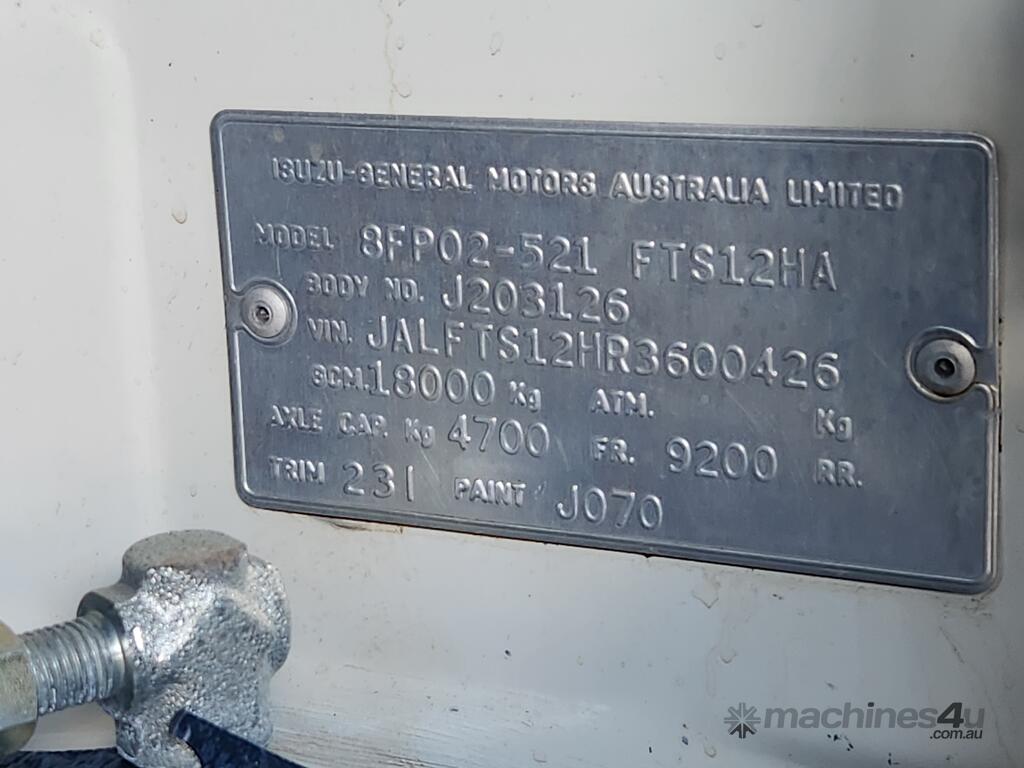 ISUZU-GENERAL MOTORS AUSTRALIA LIMITED
MODEL 8FP02-521 FTS12HA
BODY NO. J203126
VIN. JALFTS12HR3600426
GCM. 18000 Kg ATM. Kg
AXLE CAP. Kg 4700 FR. 9200 RR.
TRIM 231 PAINT J070
machines4u
.com.au